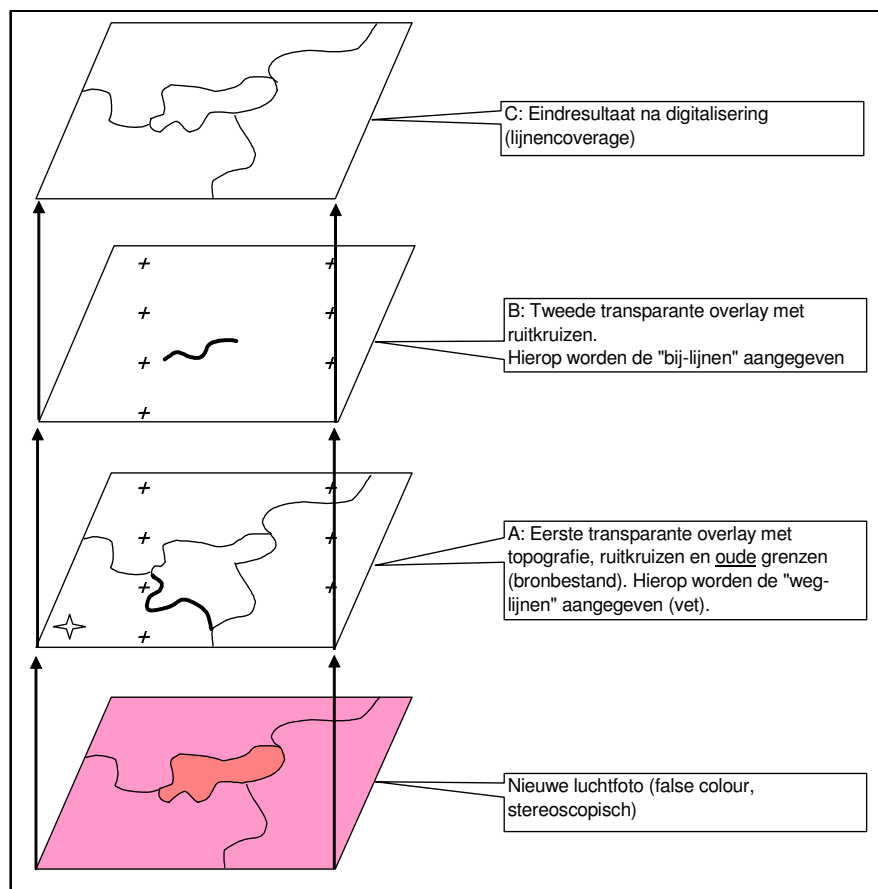 C: Eindresultaat na digitalisering
(lijnencoverage)
B: Tweede transparante overlay met
ruitkruizen.
Hierop worden de "bij-lijnen" aangegeven
A: Eerste transparante overlay met
topografie, ruitkruizen en oude grenzen
(bronbestand). Hierop worden de "weg-
lijnen" aangegeven (vet).
Nieuwe luchtfoto (false colour,
stereoscopisch)